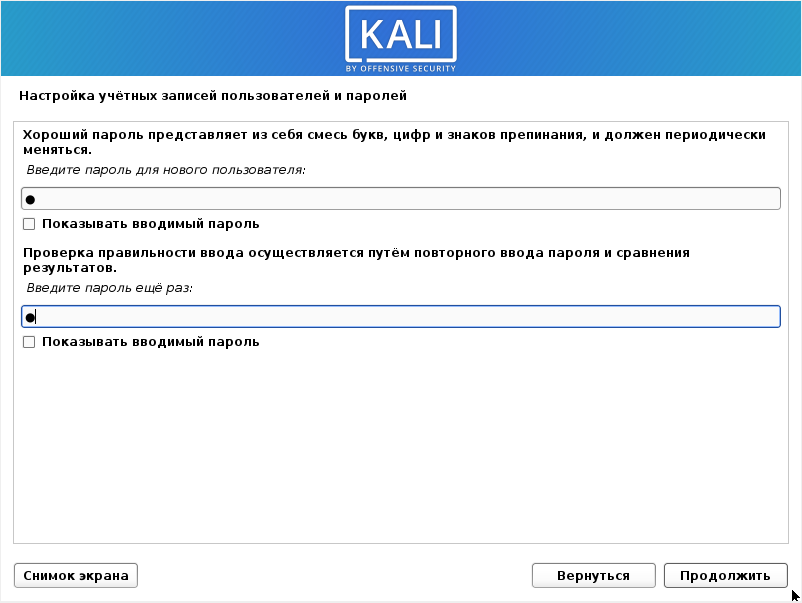 KALI
BY OFFENSIVE SECURITY
Настройка учётных записей пользователей и паролей
Хороший пароль представляет из себя смесь букв, цифр и знаков препинания, и должен периодически
меняться.
Введите пароль для нового пользователя:
Показывать вводимый пароль
Проверка правильности ввода осуществляется путём повторного ввода пароля и сравнения
результатов.
Введите пароль ещё раз:
Показывать вводимый пароль
Снимок экрана
Вернуться
Продолжить